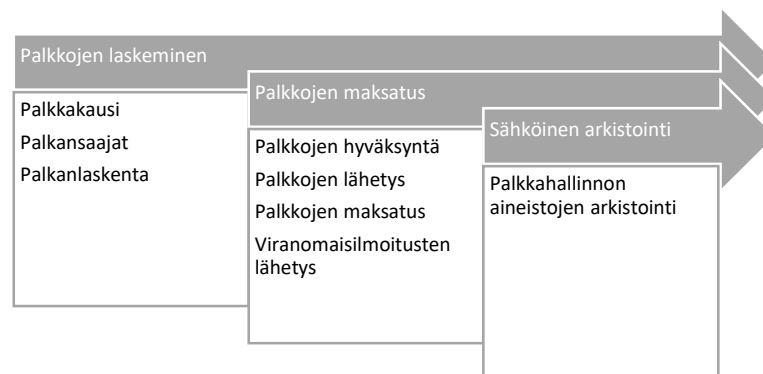 Palkkojen laskeminen
Palkkakausi
Palkansaajat
Palkanlaskenta
Palkkojen maksatus
Palkkojen hyväksyntä
Palkkojen lähetys
Palkkojen maksatus
Viranomaisilmoitusten
lähetys
Sähköinen arkistointi
Palkkahallinnon
aineistojen arkistointi